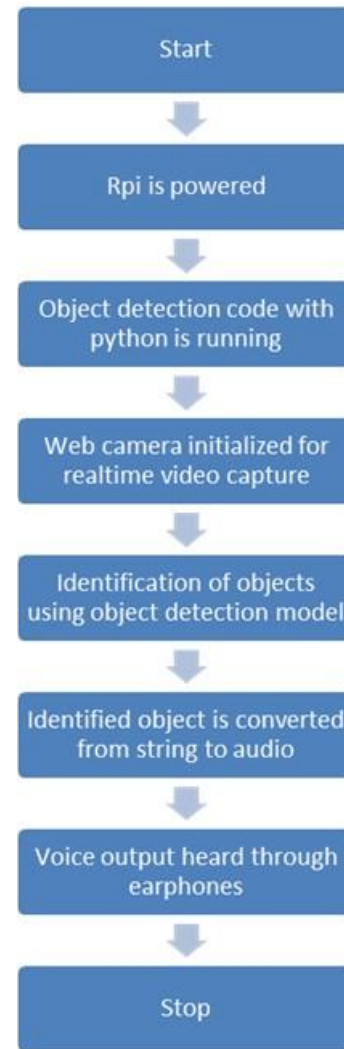 Start
Rpi is powered
Object detection code with
python is running
Web camera initialized for
realtime video capture
Identification of objects
using object detection model
Identified object is converted
from string to audio
Voice output heard through
earphones
Stop